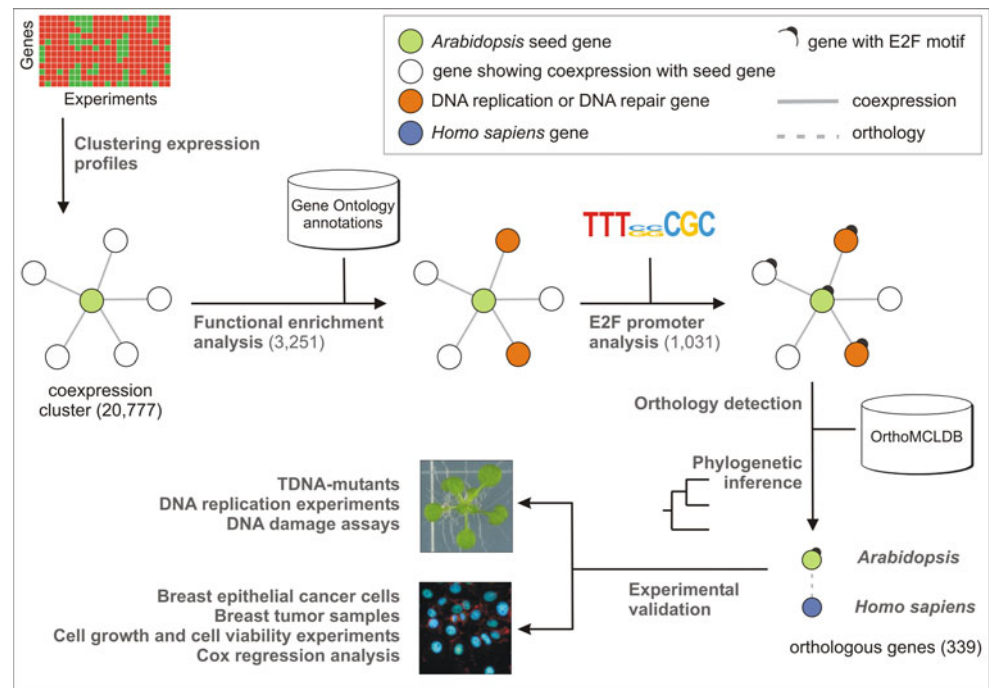 Genes
Experiments
Arabidopsis seed gene
gene showing coexpression with seed gene
DNA replication or DNA repair gene
Homo sapiens gene
gene with E2F motif
coexpression
orthology
Clustering expression
profiles
Gene Ontology
annotations
TTT CGC
Functional enrichment
analysis (3,251)
E2F promoter
analysis (1,031)
coexpression
cluster (20,777)
Orthology detection
OrthoMCLDB
Phylogenetic
inference
TDNA-mutants
DNA replication experiments
DNA damage assays
Breast epithelial cancer cells
Breast tumor samples
Cell growth and cell viability experiments
Cox regression analysis
Experimental
validation
Arabidopsis
Homo sapiens
orthologous genes (339)